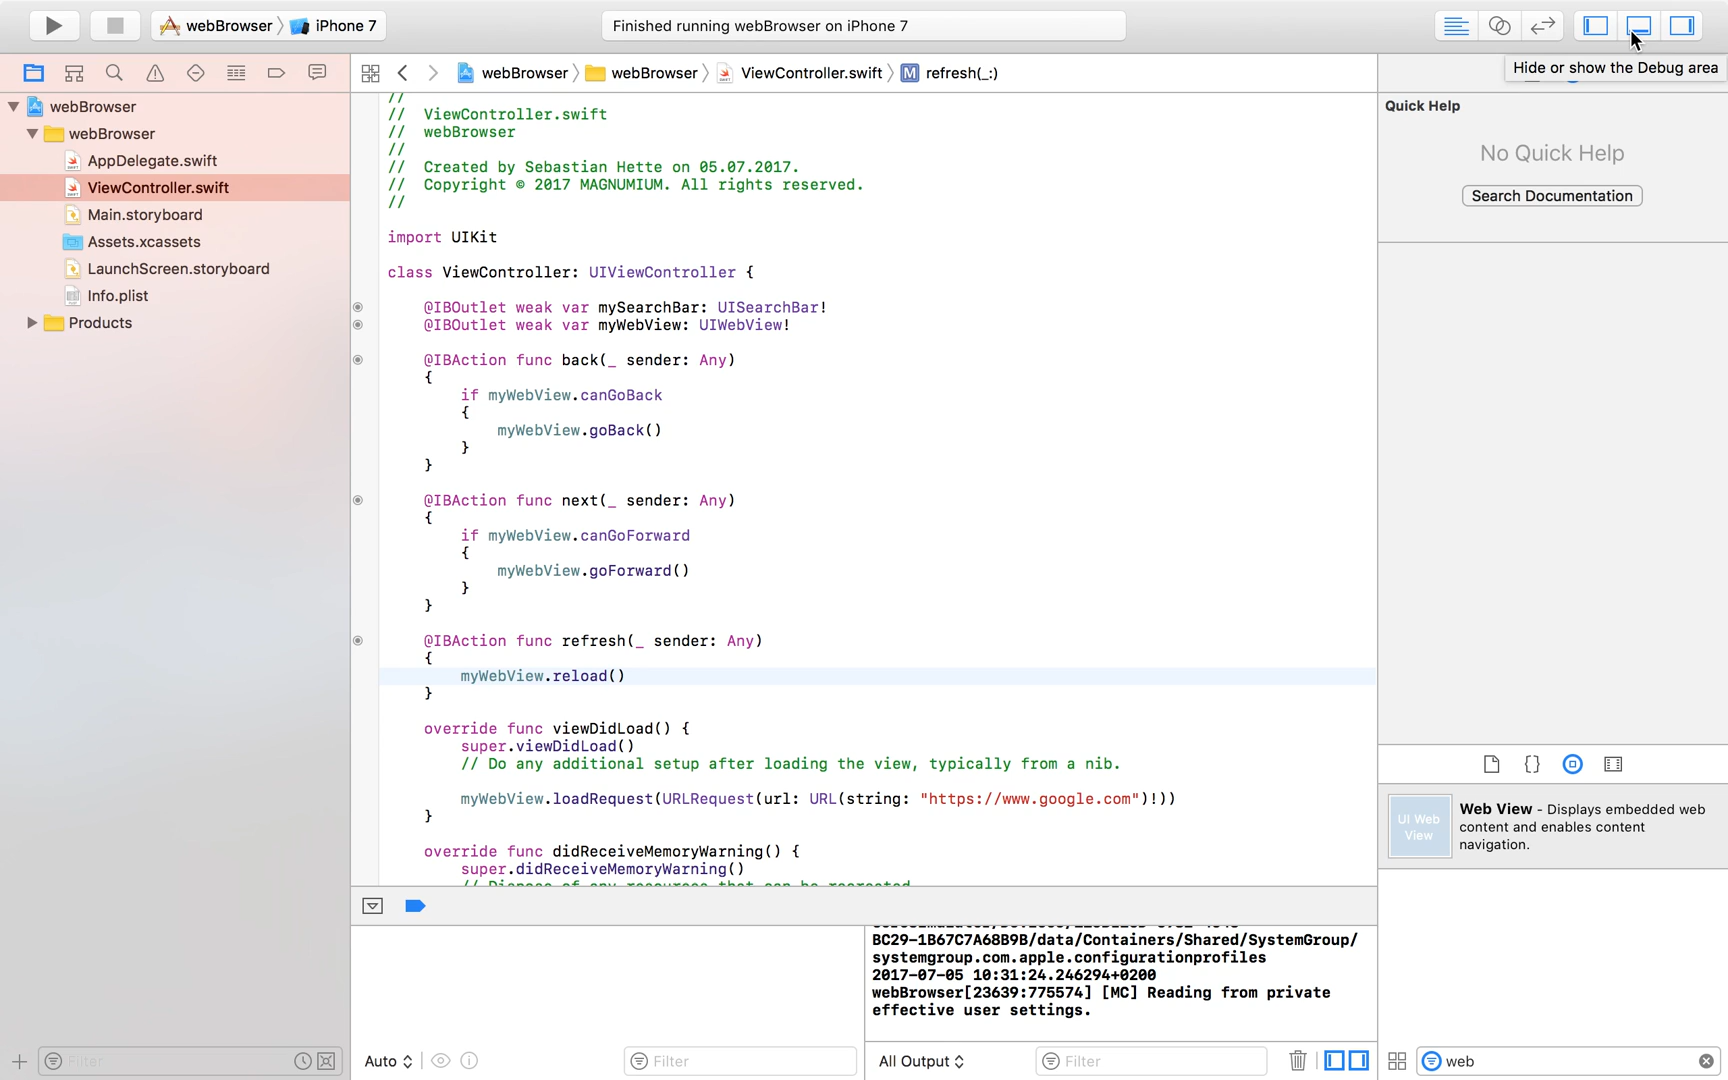 webBrowser
iPhone 7
Finished running webBrowser on iPhone 7
Hide or show the Debug area
webBrowser
webBrowser
ViewController.swift
refresh(_:)
webBrowser
webBrowser
AppDelegate.swift
ViewController.swift
Main.storyboard
Assets.xcassets
LaunchScreen.storyboard
Info.plist
Products
//
//  ViewController.swift
//  webBrowser
//
//  Created by Sebastian Hette on 05.07.2017.
//  Copyright © 2017 MAGNUMIUM. All rights reserved.
//
import UIKit
class ViewController: UIViewController {
@IBOutlet weak var mySearchBar: UISearchBar!
@IBOutlet weak var myWebView: UIWebView!
@IBAction func back(_ sender: Any)
{
if myWebView.canGoBack
{
myWebView.goBack()
}
}
@IBAction func next(_ sender: Any)
{
if myWebView.canGoForward
{
myWebView.goForward()
}
}
@IBAction func refresh(_ sender: Any)
{
myWebView.reload()
}
override func viewDidLoad() {
super.viewDidLoad()
// Do any additional setup after loading the view, typically from a nib.
myWebView.loadRequest(URLRequest(url: URL(string: "https://www.google.com")!))
}
override func didReceiveMemoryWarning() {
super.didReceiveMemoryWarning()
// Dispose of any resources that can be recreated
Quick Help
No Quick Help
Search Documentation
UI Web
View
Web View - Displays embedded web
content and enables content
navigation.
BC29-1B67C7A68B9B/data/Containers/Shared/SystemGroup/
systemgroup.com.apple.configurationprofiles
2017-07-05 10:31:24.246294+0200
webBrowser[23639:775574] [MC] Reading from private
effective user settings.
Filter
Auto
Filter
All Output
Filter
web